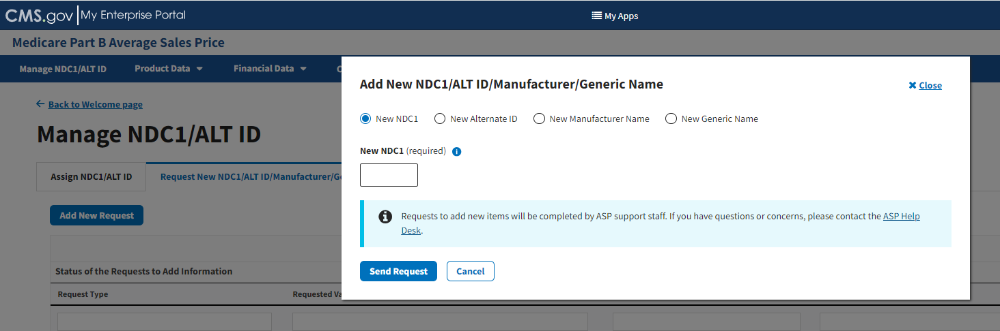 CMS.gov My Enterprise Portal
My Apps
Medicare Part B Average Sales Price
Manage NDC1/ALT ID Product Data Financial Data
Back to Welcome page
Manage NDC1/ALT ID
Assign NDC1/ALT ID Request New NDC1/ALT ID/Manufacturer/G
Add New Request
Status of the Requests to Add Information
Request Type Requested
Add New NDC1/ALT ID/Manufacturer/Generic Name
Close
New NDC1 New Alternate ID New Manufacturer Name New Generic Name
New NDC1 (required)
Requests to add new items will be completed by ASP support staff. If you have questions or concerns, please contact the ASP Help
Desk.
Send Request Cancel